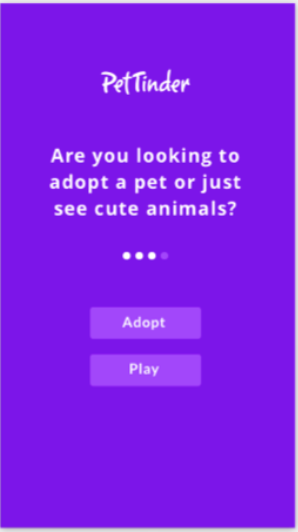 PetTinder
Are you looking to
adopt a pet or just
see cute animals?
Adopt
Play